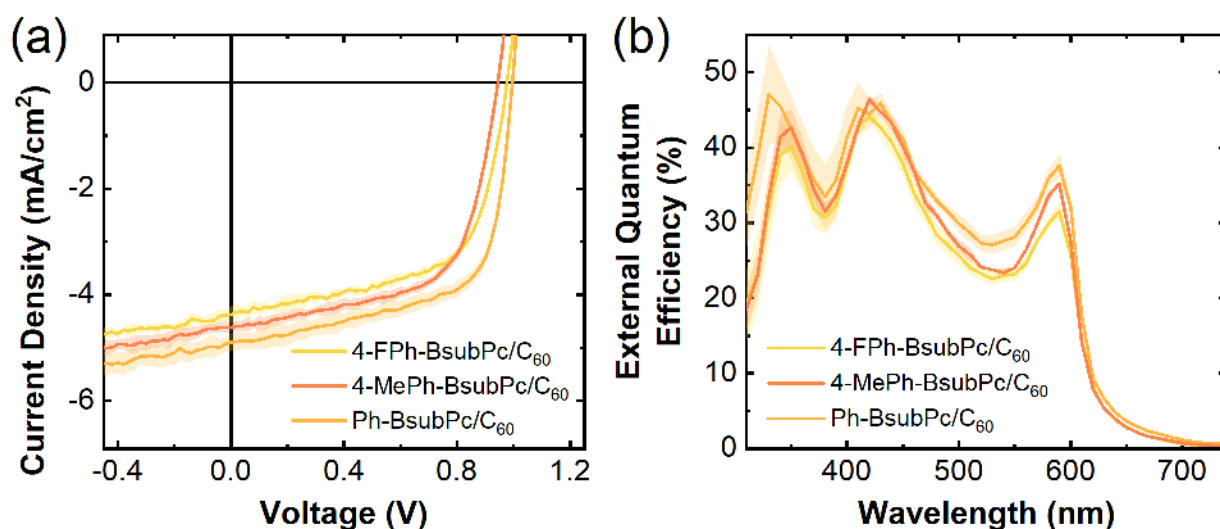 (a)
Current Density (mA/cm²)
0
-2
-4
-6
4-FPh-BsubPc/C₆₀
4-MePh-BsubPc/C₆₀
Ph-BsubPc/C₆₀
-0.4 0.0 0.4 0.8 1.2
Voltage (V)
(b)
External Quantum
Efficiency (%)
50
40
30
20
10
0
4-FPh-BsubPc/C₆₀
4-MePh-BsubPc/C₆₀
Ph-BsubPc/C₆₀
400 500 600 700
Wavelength (nm)